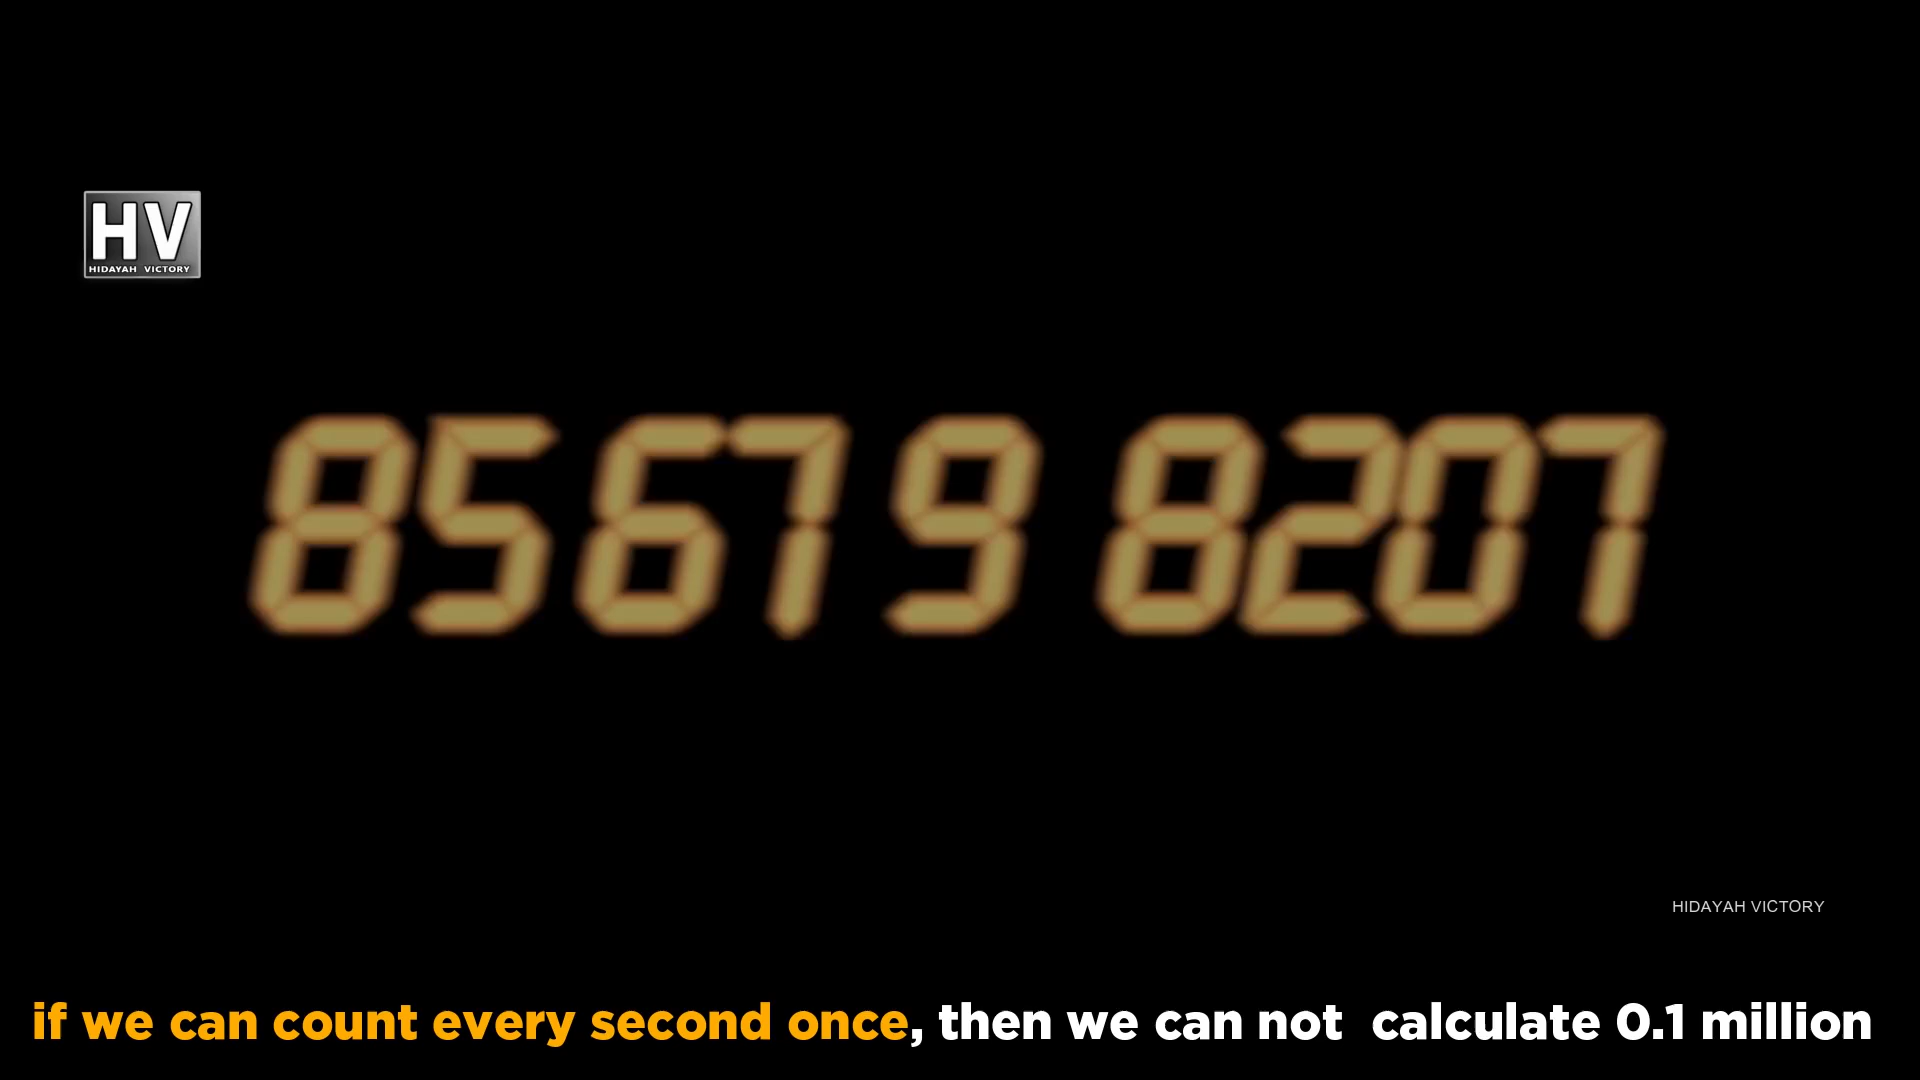 HV
HIDAYAH VICTORY
85679 8207
HIDAYAH VICTORY
if we can count every second once, then we can not calculate 0.1 million